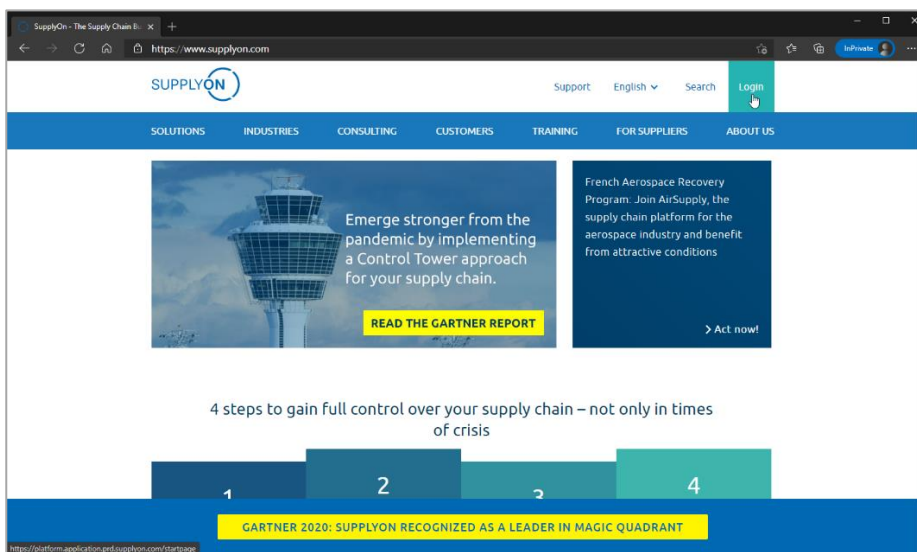 SupplyOn - The Supply Chain Bu
https://www.supplyon.com
InPrivate
SUPPLYON
Support English Search Login
SOLUTIONS INDUSTRIES CONSULTING CUSTOMERS TRAINING FOR SUPPLIERS ABOUT US
Emerge stronger from the
pandemic by implementing
a Control Tower approach
for your supply chain.
READ THE GARTNER REPORT
French Aerospace Recovery
Program: Join AirSupply, the
supply chain platform for the
aerospace industry and benefit
from attractive conditions
Act now!
4 steps to gain full control over your supply chain – not only in times
of crisis
1 2 3 4
GARTNER 2020: SUPPLYON RECOGNIZED AS A LEADER IN MAGIC QUADRANT
https://platform.application.prd.supplyon.com/startpage